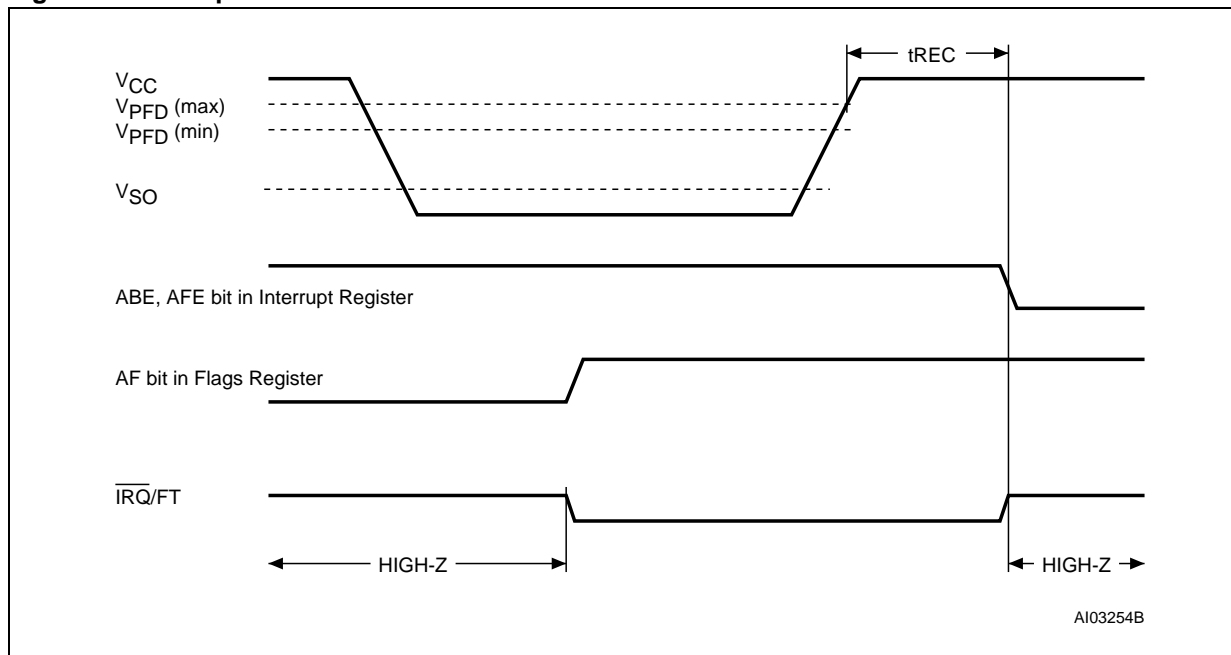 tREC
VCC
VPFD (max)
VPFD (min)
VSO
ABE, AFE bit in Interrupt Register
AF bit in Flags Register
IRQ/FT
HIGH-Z
HIGH-Z
AI03254B